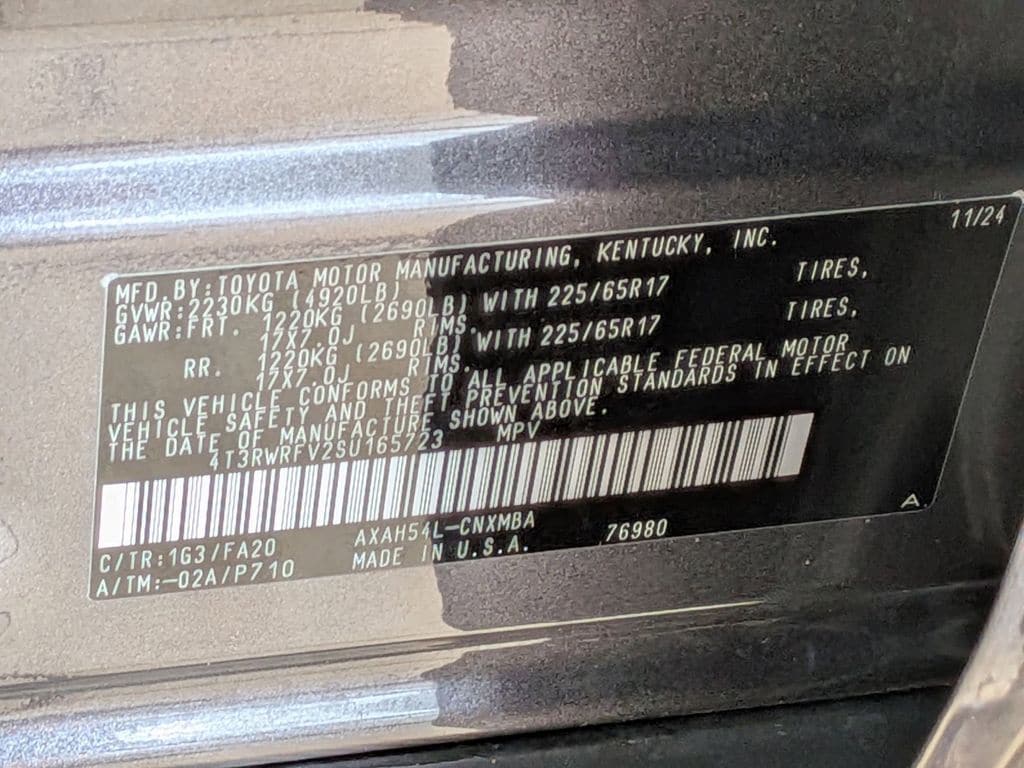 11/24
MFD.BY:TOYOTA MOTOR MANUFACTURING, KENTUCKY, INC.
GVWR:2230KG (4920LB)
GAWR:FRT. 1220KG (2690LB) WITH 225/65R17 TIRES,
17X7.0J RIMS.
RR. 1220KG (2690LB) WITH 225/65R17 TIRES,
17X7.0J RIMS.
THIS VEHICLE CONFORMS TO ALL APPLICABLE FEDERAL MOTOR
VEHICLE SAFETY AND THEFT PREVENTION STANDARDS IN EFFECT ON
THE DATE OF MANUFACTURE SHOWN ABOVE.
4T3RWRFV2SU165723 MPV
C/TR:1G3/FA20 AXAH54L-CNXMBA 76980 A
A/TM:-02A/P710 MADE IN U.S.A.